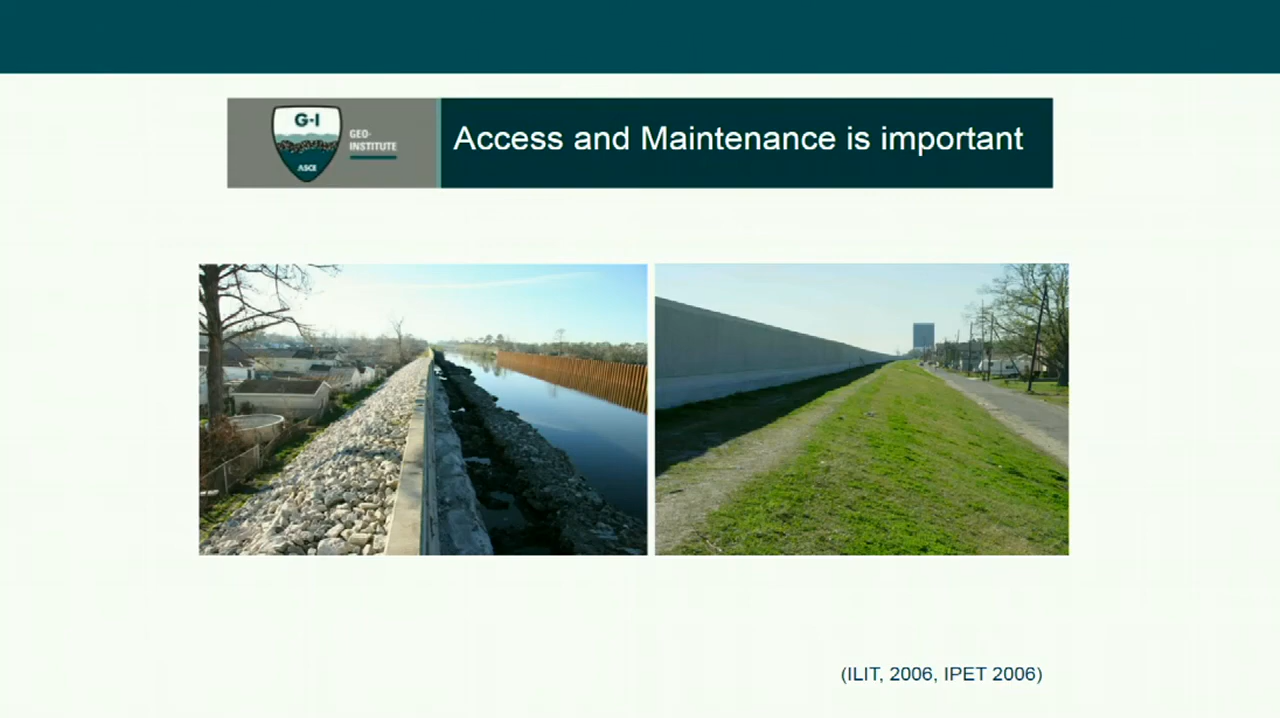 G-I
GEO-
INSTITUTE
ASCE
Access and Maintenance is important
(ILIT, 2006, IPET 2006)